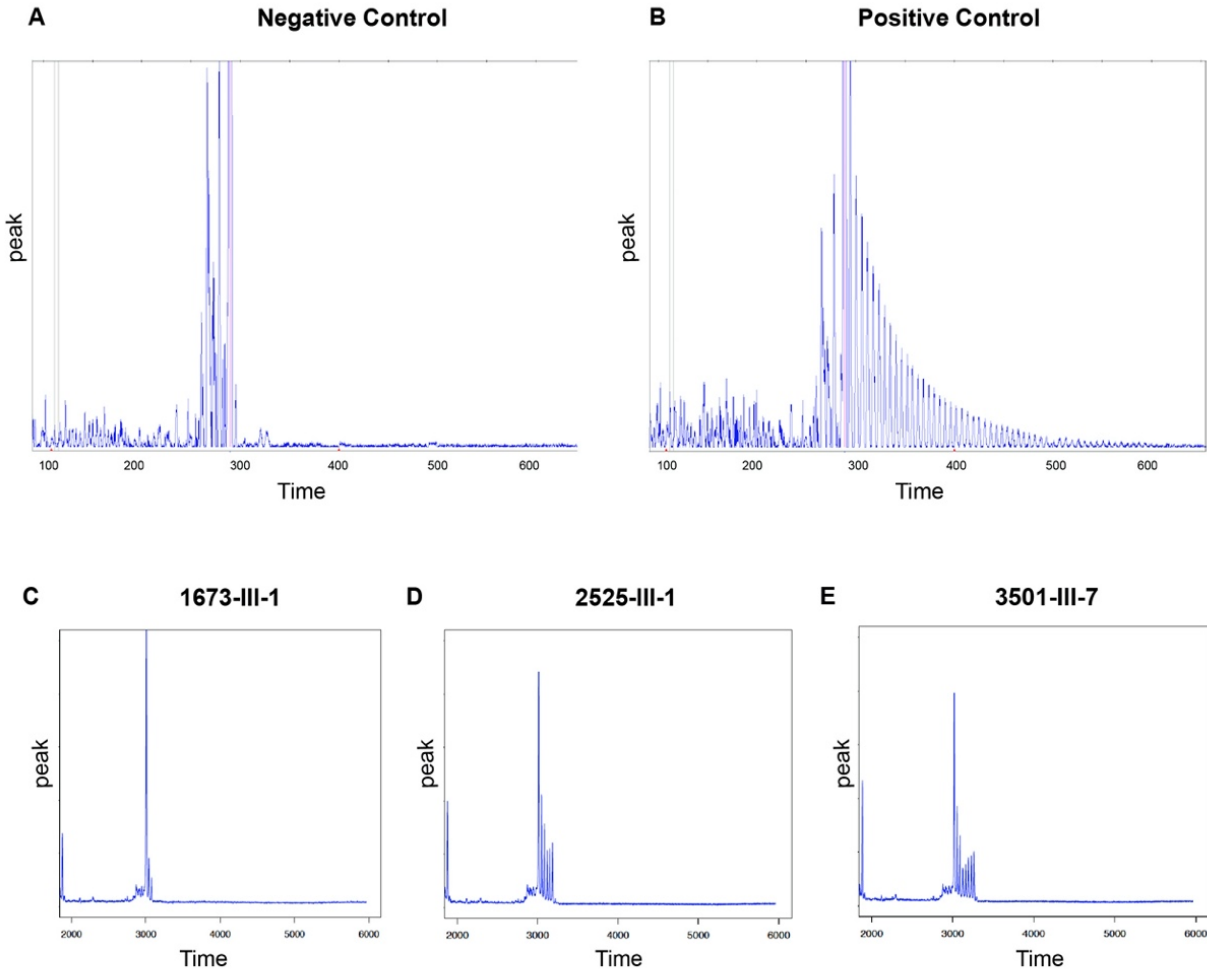 A Negative Control
B Positive Control
peak
100 200 300 400 500 600
Time
peak
100 200 300 400 500 600
Time
C 1673-III-1
D 2525-III-1
E 3501-III-7
peak
2000 3000 4000 5000 6000
Time
peak
2000 3000 4000 5000 6000
Time
peak
2000 3000 4000 5000 6000
Time